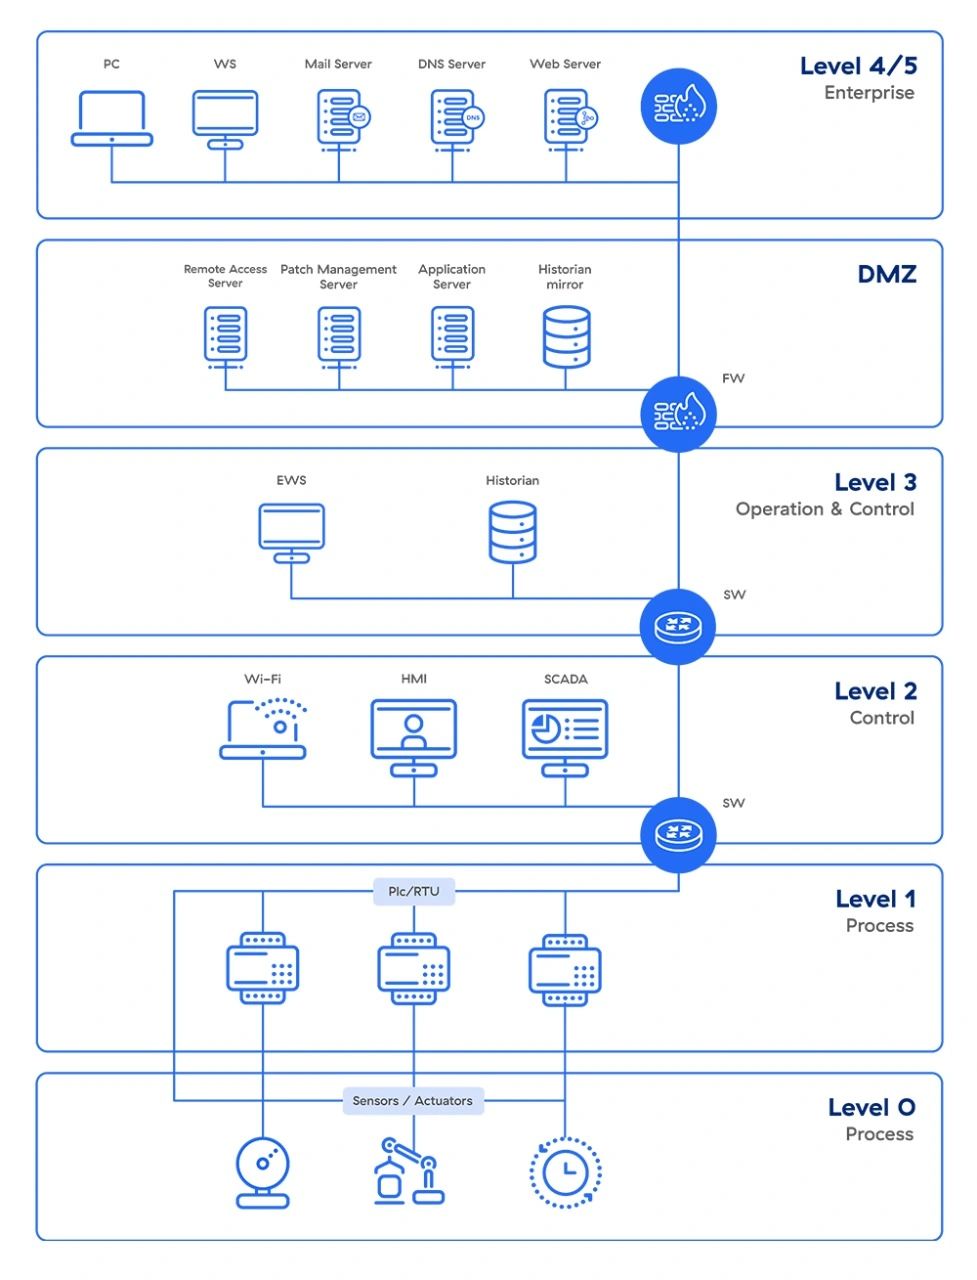 PC
WS
Mail Server
DNS Server
Web Server
Level 4/5
Enterprise
DNS
DMZ
Remote Access
Server
Patch Management
Server
Application
Server
Historian
mirror
FW
Level 3
Operation & Control
EWS
Historian
SW
Level 2
Control
Wi-Fi
HMI
SCADA
SW
Level 1
Process
Plc/RTU
Level 0
Process
Sensors / Actuators